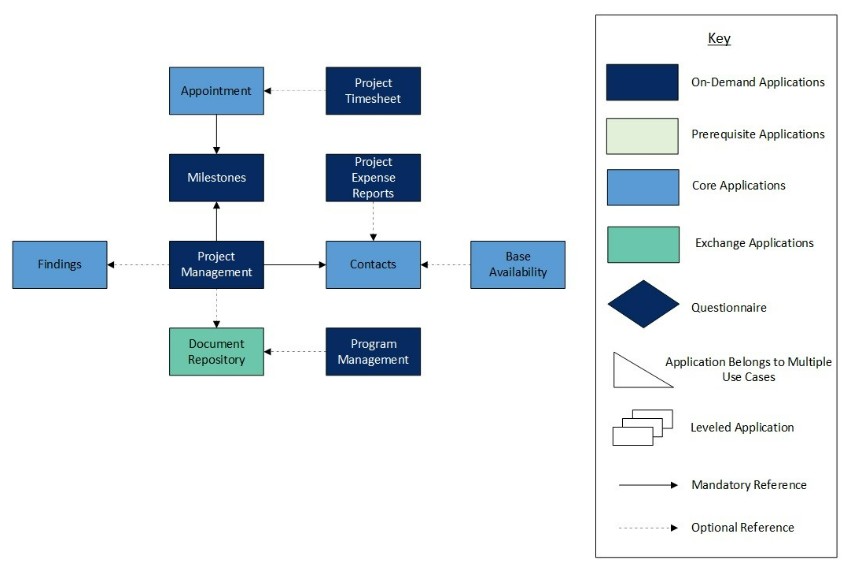 Appointment
Project
Timesheet
Milestones
Project
Expense
Reports
Findings
Project
Management
Contacts
Base
Availability
Document
Repository
Program
Management
Key
On-Demand Applications
Prerequisite Applications
Core Applications
Exchange Applications
Questionnaire
Application Belongs to Multiple
Use Cases
Leveled Application
Mandatory Reference
Optional Reference